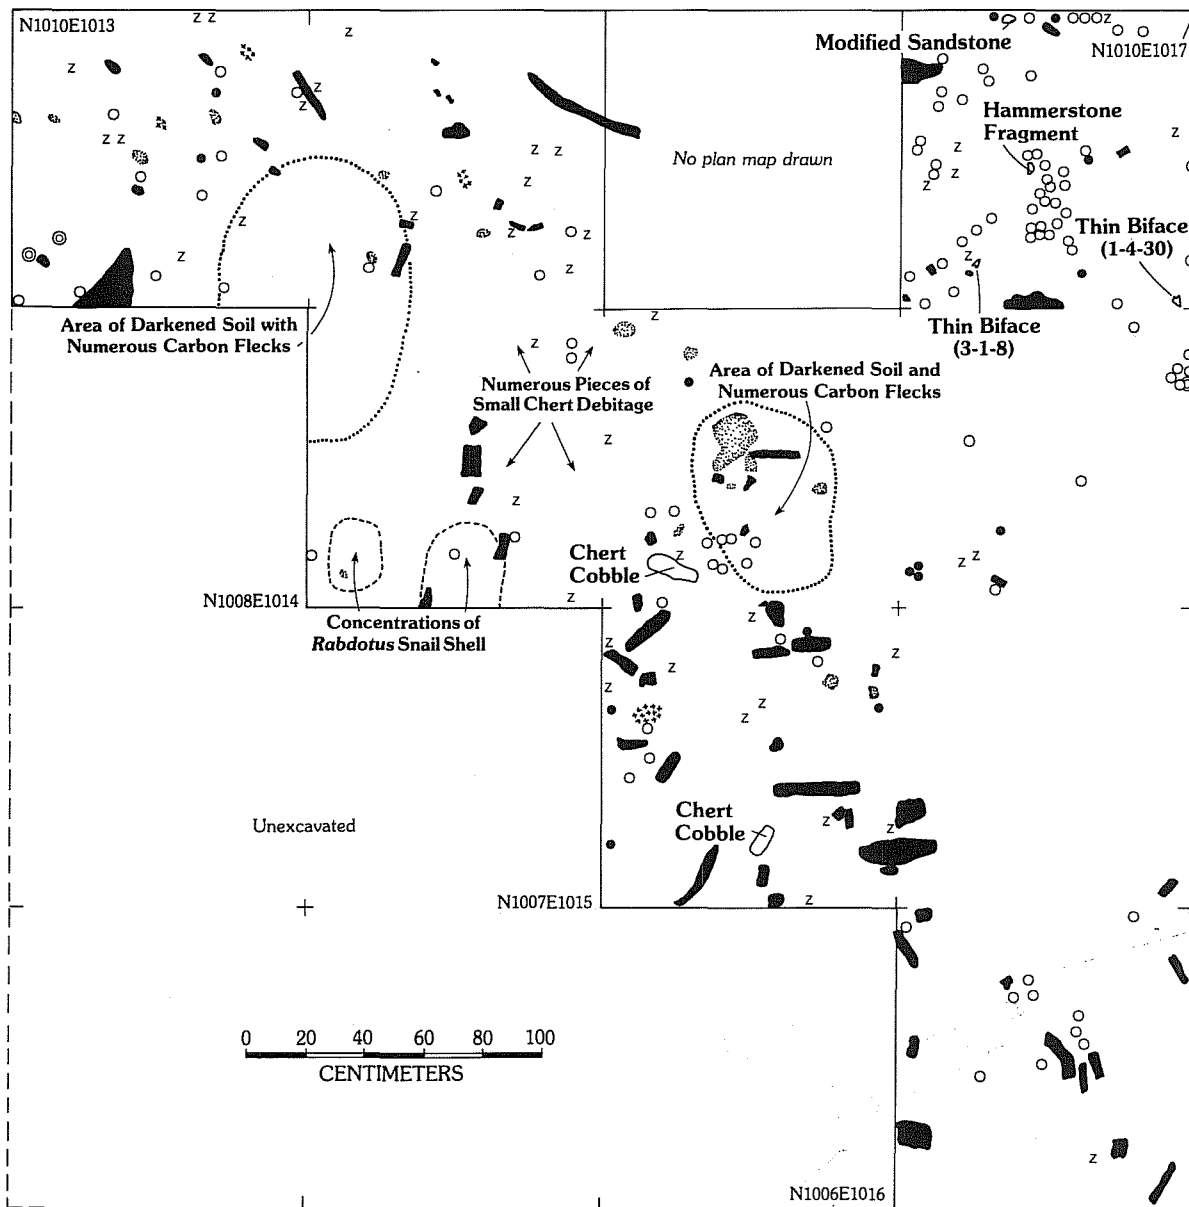 N1010E1013
z z
z
Modified Sandstone
N1010E1017
z
z
z
Hammerstone
Fragment
z z
z z
No plan map drawn
z
z
z
z
z
z
z
z
z
z
z
Thin Biface
(1-4-30)
z
z
z
Area of Darkened Soil with
Numerous Carbon Flecks
Thin Biface
(3-1-8)
z
z
Numerous Pieces of
Small Chert Debitage
Area of Darkened Soil and
Numerous Carbon Flecks
z
z
Chert
Cobble
z
z z
N1008E1014
z
Concentrations of
Rabdotus Snail Shell
z
z
z
z
z
z
z
Unexcavated
Chert
Cobble
z
z
N1007E1015
z
0 20 40 60 80 100
CENTIMETERS
z
N1006E1016